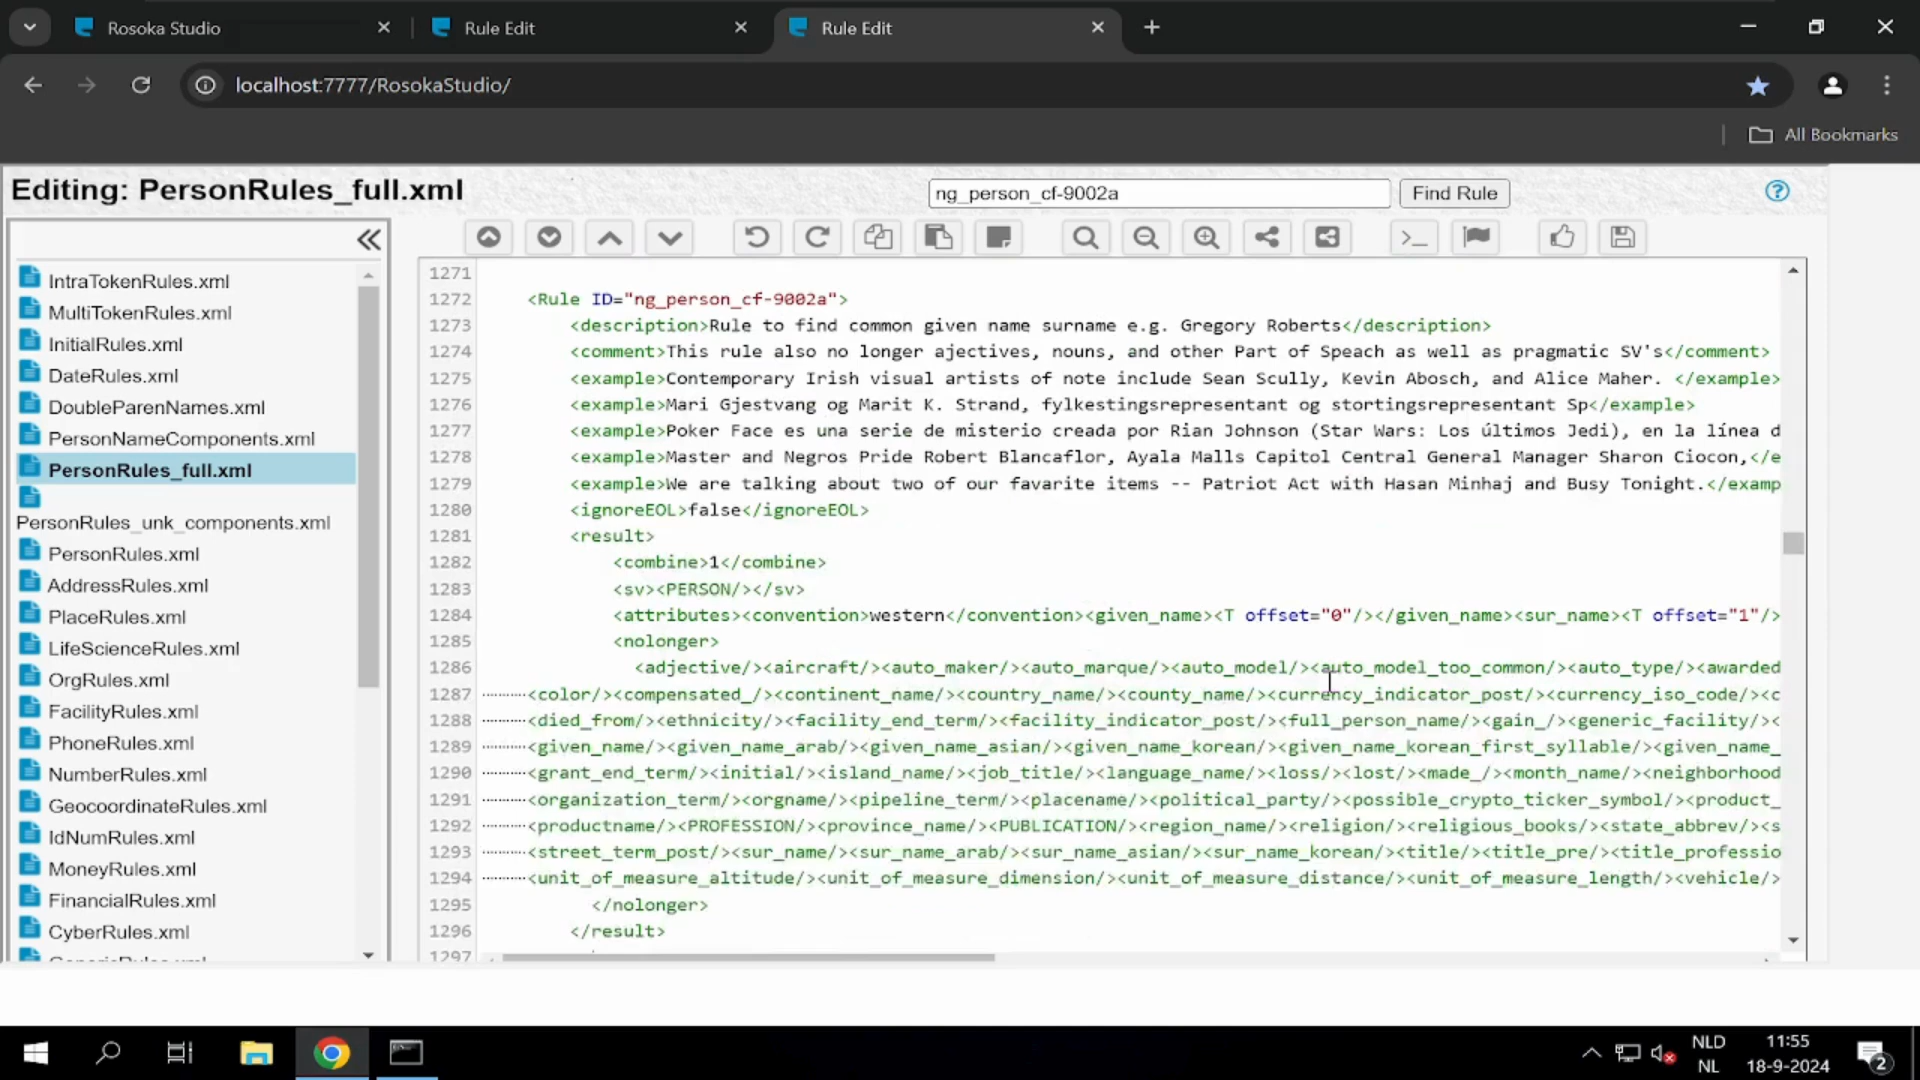 Rosoka Studio
Rule Edit
Rule Edit
localhost:7777/RosokaStudio/
All Bookmarks
Editing: PersonRules_full.xml
ng_person_cf-9002a
Find Rule
IntraTokenRules.xml
MultiTokenRules.xml
InitialRules.xml
DateRules.xml
DoubleParenNames.xml
PersonNameComponents.xml
PersonRules_full.xml
PersonRules_unk_components.xml
PersonRules.xml
AddressRules.xml
PlaceRules.xml
LifeScienceRules.xml
OrgRules.xml
FacilityRules.xml
PhoneRules.xml
NumberRules.xml
GeocoordinateRules.xml
IdNumRules.xml
MoneyRules.xml
FinancialRules.xml
CyberRules.xml
1271
1272 <Rule ID="ng_person_cf-9002a">
1273 <description>Rule to find common given name surname e.g. Gregory Roberts</description>
1274 <comment>This rule also no longer ajectives, nouns, and other Part of Speach as well as pragmatic SV's</comment>
1275 <example>Contemporary Irish visual artists of note include Sean Scully, Kevin Abosch, and Alice Maher. </example>
1276 <example>Mari Gjestvang og Marit K. Strand, fylkestingsrepresentant og stortingsrepresentant Sp</example>
1277 <example>Poker Face es una serie de misterio creada por Rian Johnson (Star Wars: Los últimos Jedi), en la línea d
1278 <example>Master and Negros Pride Robert Blancaflor, Ayala Malls Capitol Central General Manager Sharon Ciocon,</e
1279 <example>We are talking about two of our favarite items -- Patriot Act with Hasan Minhaj and Busy Tonight.</examp
1280 <ignoreEOL>false</ignoreEOL>
1281 <result>
1282 <combine>1</combine>
1283 <sv><PERSON/></sv>
1284 <attributes><convention>western</convention><given_name><T offset="0"/></given_name><sur_name><T offset="1"/>
1285 <nolonger>
1286 <adjective/><aircraft/><auto_maker/><auto_marque/><auto_model/><auto_model_too_common/><auto_type/><awarded
1287 <color/><compensated_/><continent_name/><country_name/><county_name/><currency_indicator_post/><currency_iso_code/><c
1288 <died_from/><ethnicity/><facility_end_term/><facility_indicator_post/><full_person_name/><gain_/><generic_facility/><
1289 <given_name/><given_name_arab/><given_name_asian/><given_name_korean/><given_name_korean_first_syllable/><given_name_
1290 <grant_end_term/><initial/><island_name/><job_title/><language_name/><loss/><lost/><made_/><month_name/><neighborhood
1291 <organization_term/><orgname/><pipeline_term/><placename/><political_party/><possible_crypto_ticker_symbol/><product_
1292 <productname/><PROFESSION/><province_name/><PUBLICATION/><region_name/><religion/><religious_books/><state_abbrev/><s
1293 <street_term_post/><sur_name/><sur_name_arab/><sur_name_asian/><sur_name_korean/><title/><title_pre/><title_professio
1294 <unit_of_measure_altitude/><unit_of_measure_dimension/><unit_of_measure_distance/><unit_of_measure_length/><vehicle/>
1295 </nolonger>
1296 </result>
1297
NLD
NL
11:55
18-9-2024
2